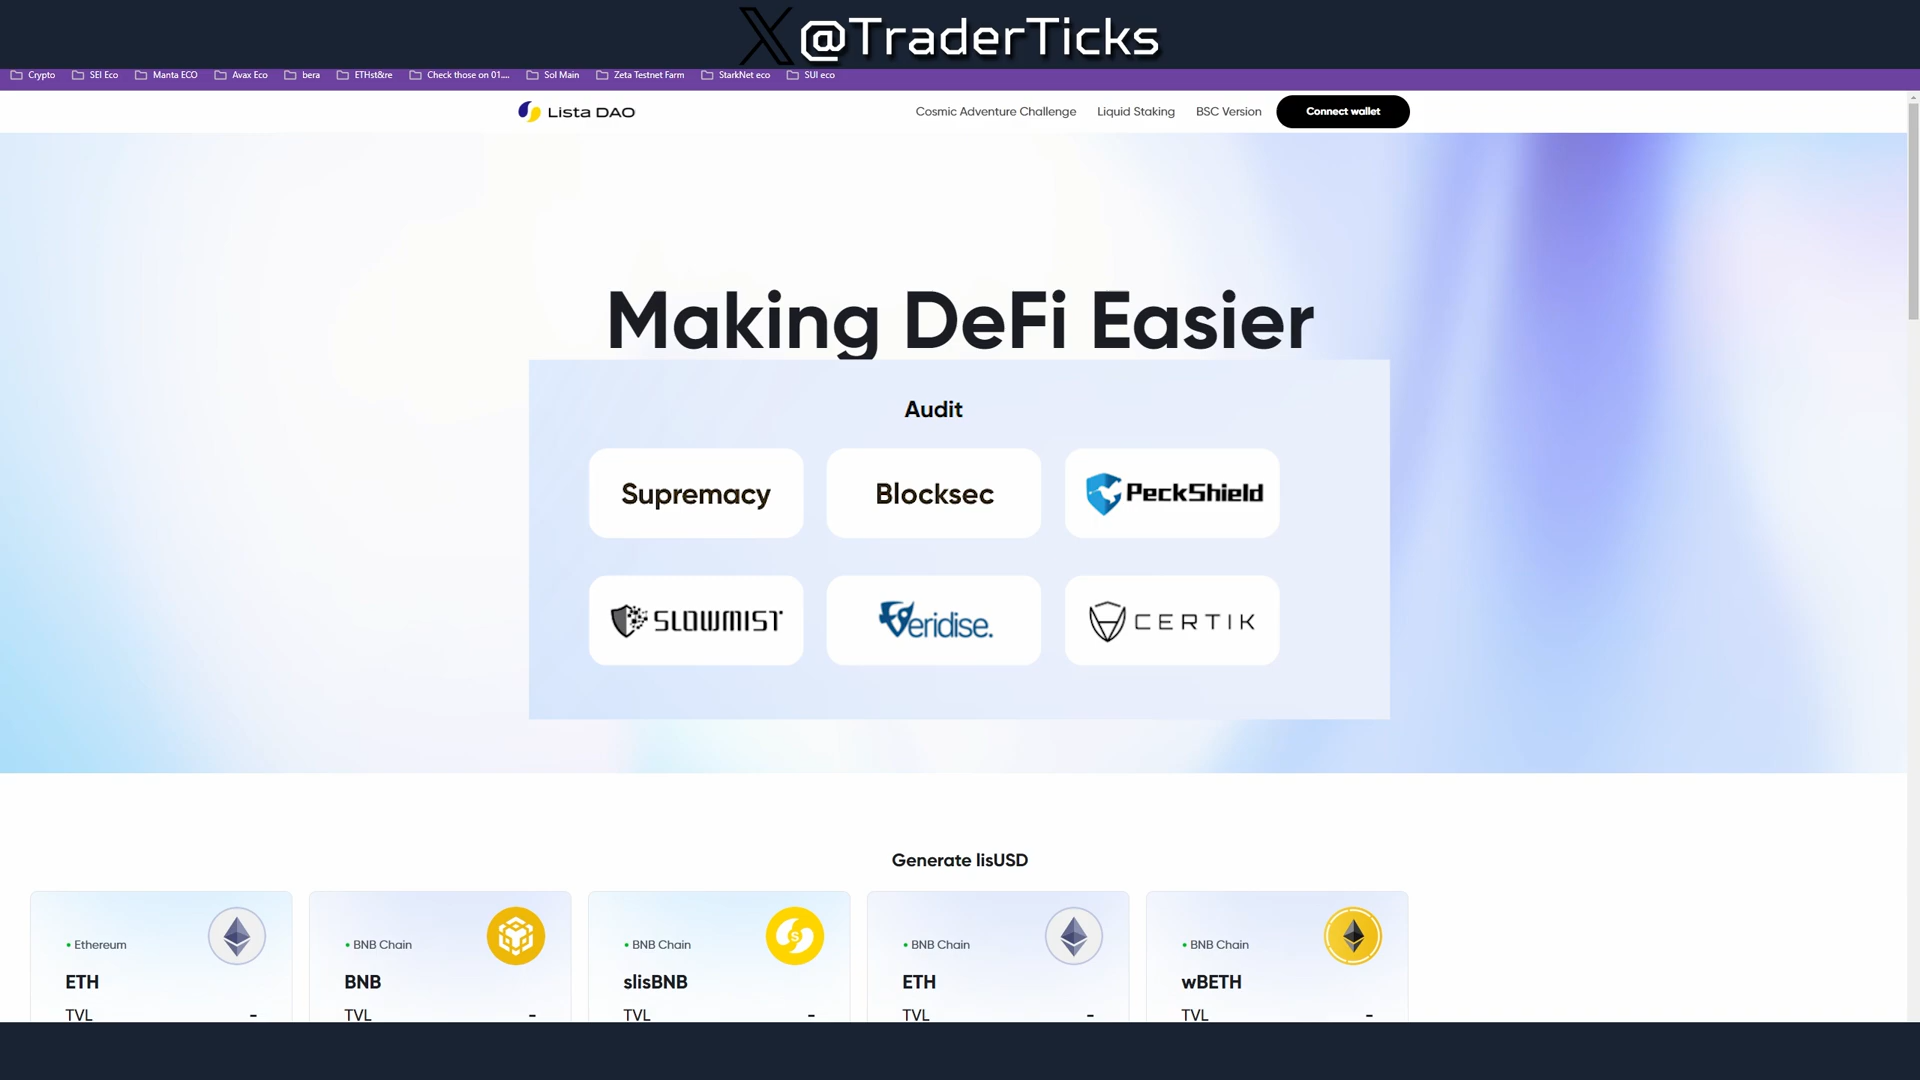 X@TraderTicks
Crypto SEI Eco Manta ECO Avax Eco bera ETHst&re Check those on 01.... Sol Main Zeta Testnet Farm StarkNet eco SUI eco
Lista DAO Cosmic Adventure Challenge Liquid Staking BSC Version Connect wallet
Making DeFi Easier
Audit
Supremacy Blocksec PeckShield
SLOWMIST Veridise. CERTIK
Generate lisUSD
Ethereum BNB Chain BNB Chain BNB Chain BNB Chain
ETH BNB slisBNB ETH wBETH
TVL - TVL - TVL - TVL - TVL -